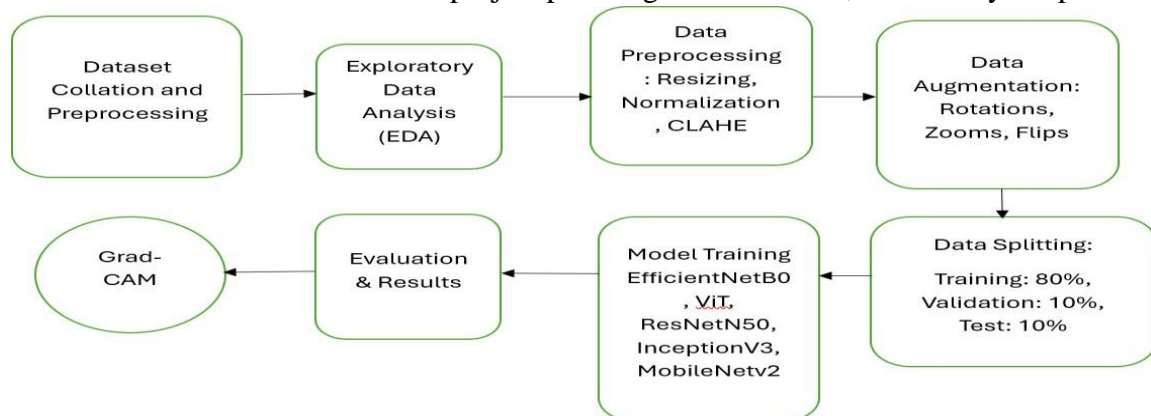 Dataset
Collation and
Preprocessing
Exploratory
Data
Analysis
(EDA)
Data
Preprocessing
: Resizing,
Normalization
, CLAHE
Data
Augmentation:
Rotations,
Zooms, Flips
Data Splitting:
Training: 80%,
Validation: 10%,
Test: 10%
Model Training
EfficientNetB0
, ViT,
ResNetN50,
InceptionV3,
MobileNetv2
Evaluation
& Results
Grad-
CAM